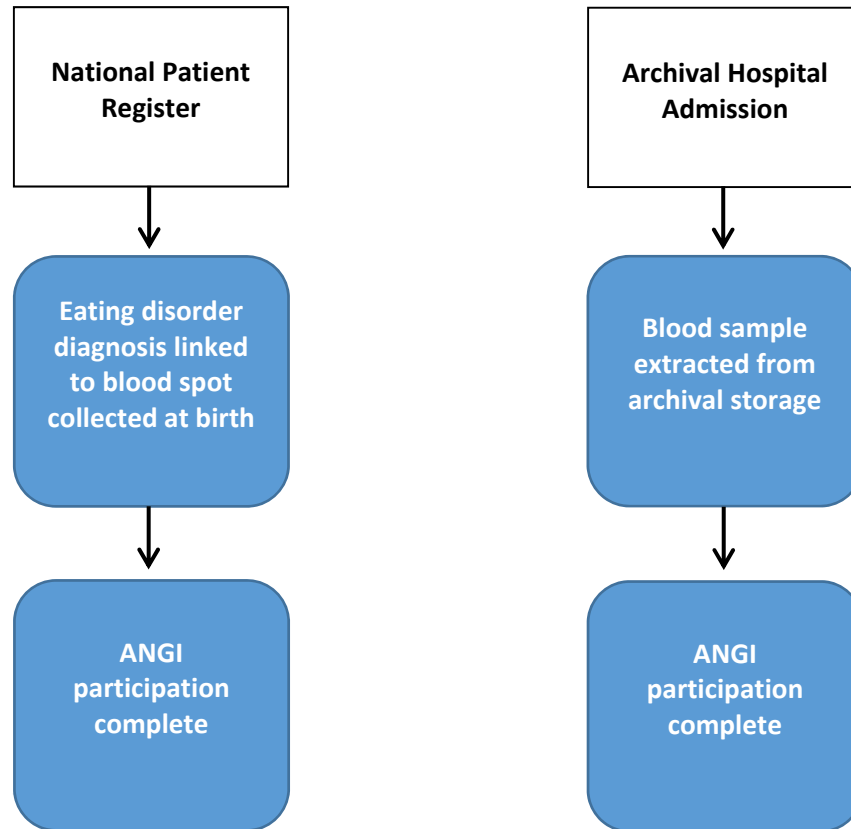 National Patient
Register
Eating disorder
diagnosis linked
to blood spot
collected at birth
ANGI
participation
complete
Archival Hospital
Admission
Blood sample
extracted from
archival storage
ANGI
participation
complete